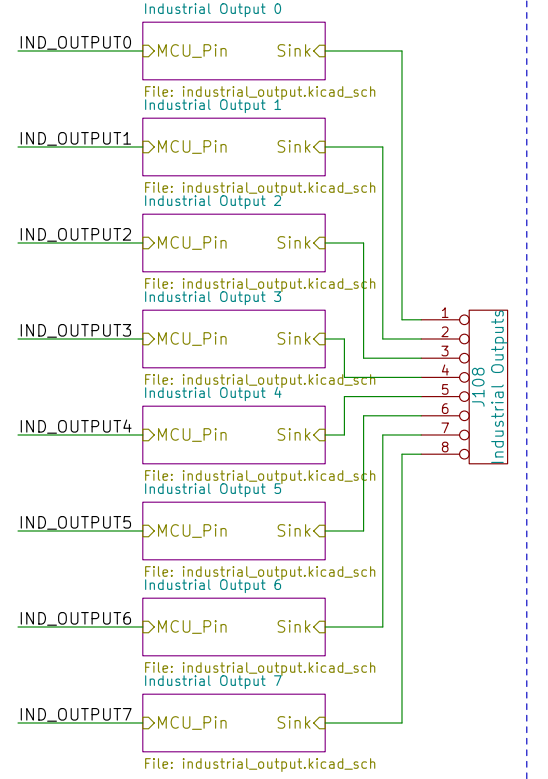 Industrial Output 0
IND_OUTPUT0
MCU_Pin Sink
File: industrial_output.kicad_sch
Industrial Output 1
IND_OUTPUT1
MCU_Pin Sink
File: industrial_output.kicad_sch
Industrial Output 2
IND_OUTPUT2
MCU_Pin Sink
File: industrial_output.kicad_sch
Industrial Output 3
IND_OUTPUT3
MCU_Pin Sink
File: industrial_output.kicad_sch
Industrial Output 4
IND_OUTPUT4
MCU_Pin Sink
File: industrial_output.kicad_sch
Industrial Output 5
IND_OUTPUT5
MCU_Pin Sink
File: industrial_output.kicad_sch
Industrial Output 6
IND_OUTPUT6
MCU_Pin Sink
File: industrial_output.kicad_sch
Industrial Output 7
IND_OUTPUT7
MCU_Pin Sink
File: industrial_output.kicad_sch
1
2
3
4
5
6
7
8
J108
Industrial Outputs